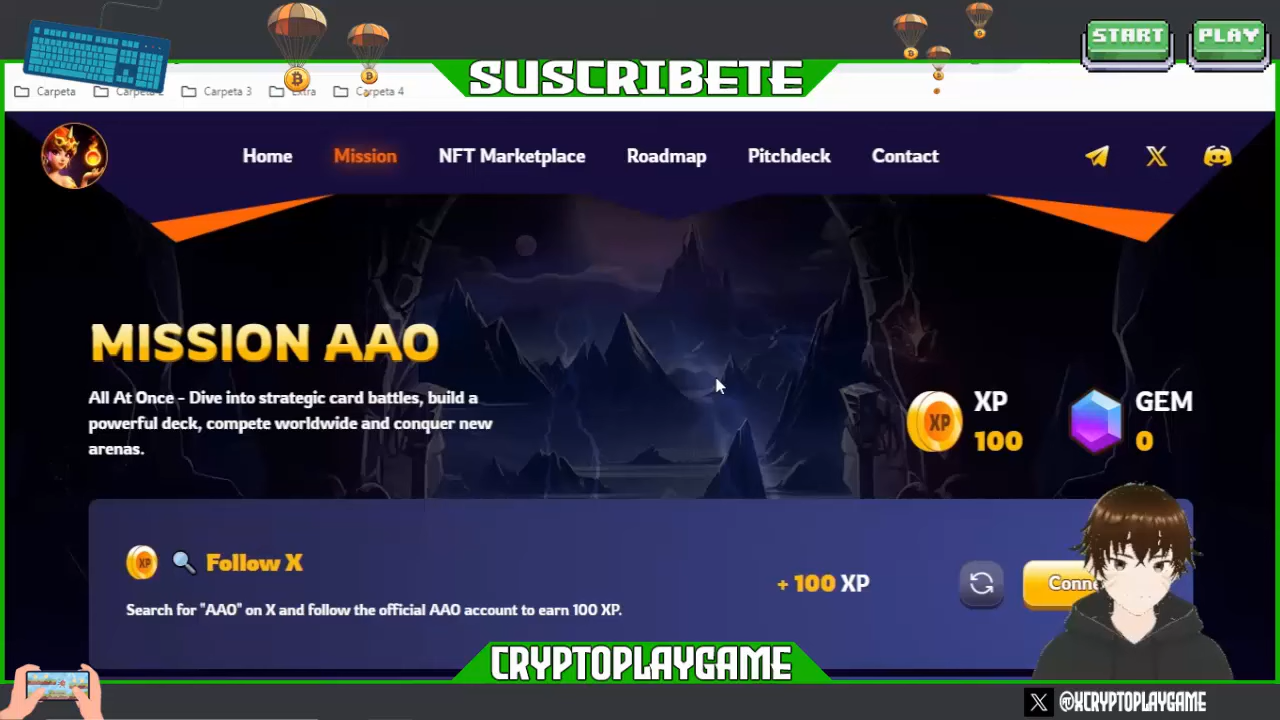 START PLAY
SUSCRIBETE
Carpeta Carpeta 2 Carpeta 3 Extra Carpeta 4
Home Mission NFT Marketplace Roadmap Pitchdeck Contact
MISSION AAO
All At Once - Dive into strategic card battles, build a
powerful deck, compete worldwide and conquer new
arenas.
XP GEM
XP 100 0
XP Follow X
+ 100 XP
Search for "AAO" on X and follow the official AAO account to earn 100 XP.
CRYPTOPLAYGAME
X @XCRYPTOPLAYGAME